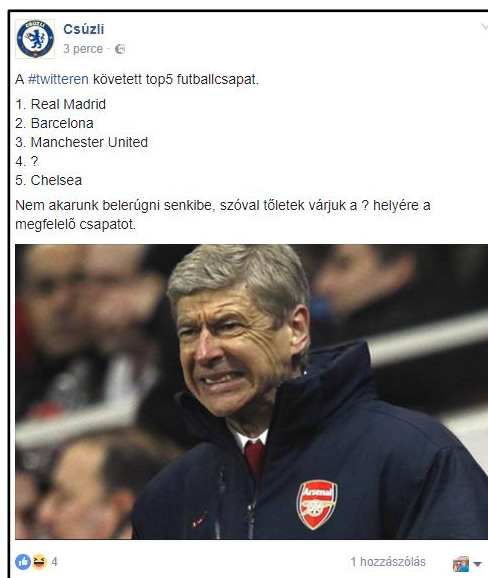 Csúzli
3 perce
A #twitteren követett top5 futballcsapat.
1. Real Madrid
2. Barcelona
3. Manchester United
4. ?
5. Chelsea
Nem akarunk belerúgni senkibe, szóval tőletek várjuk a ? helyére a
megfelelő csapatot.
Arsenal
4
1 hozzászólás